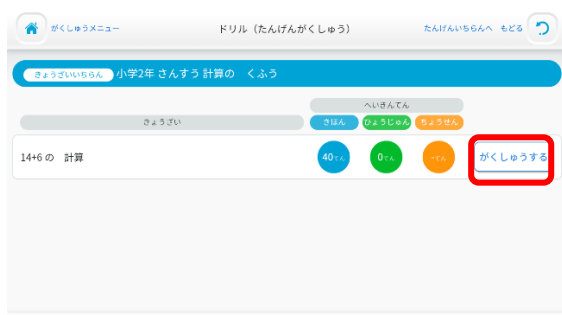 がくしゅうメニュー ドリル（たんげんがくしゅう） たんげんいちらんへ もどる
きょうざいいちらん 小学2年 さんすう 計算の くふう
へいきんてん
きょうざい きほん ひょうじゅん ちょうせん
14+6 の 計算 40てん 0てん -てん がくしゅうする